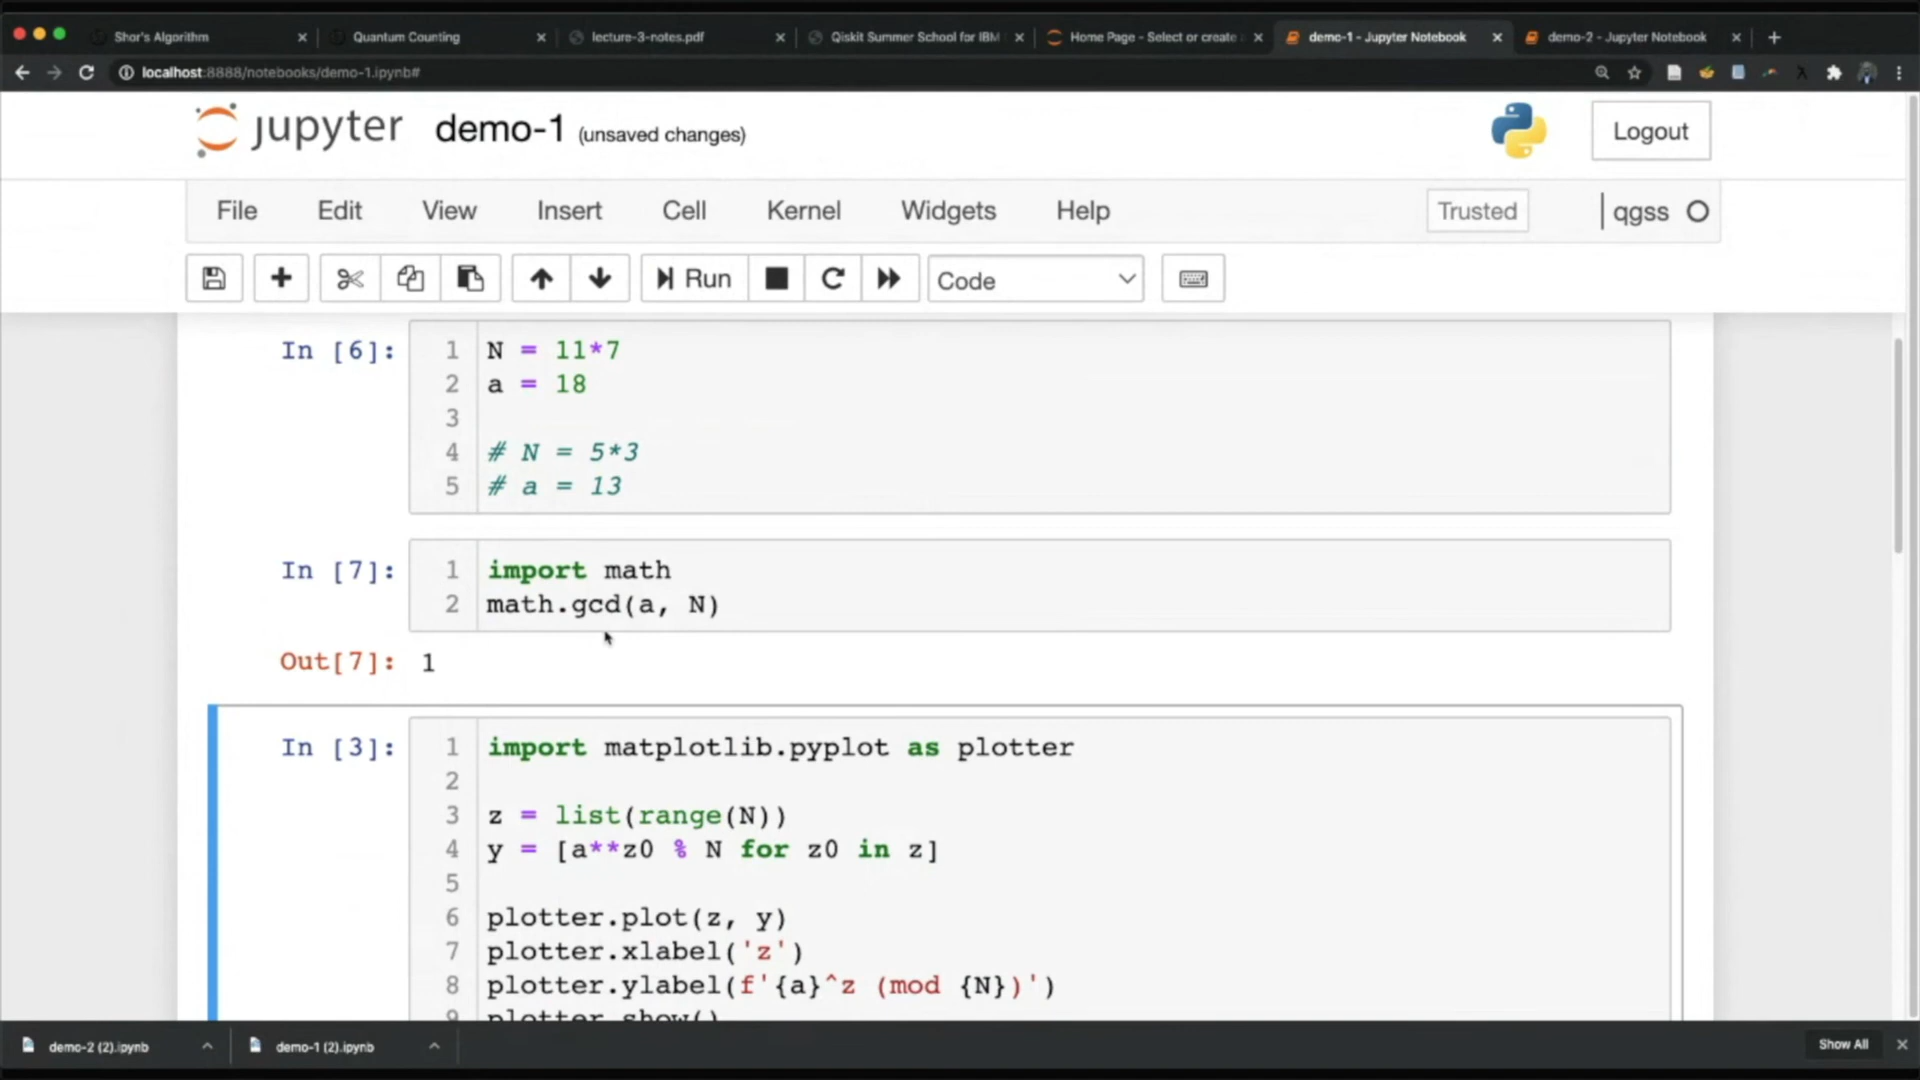 Shor's Algorithm
Quantum Counting
lecture-3-notes.pdf
Qiskit Summer School for IBM
Home Page - Select or create
demo-1 - Jupyter Notebook
demo-2 - Jupyter Notebook
localhost:8888/notebooks/demo-1.ipynb#
jupyter demo-1 (unsaved changes)
Logout
File Edit View Insert Cell Kernel Widgets Help
Trusted
qgss
Run
Code
In [6]:
1 N = 11*7
2 a = 18
3
4 # N = 5*3
5 # a = 13
In [7]:
1 import math
2 math.gcd(a, N)
Out[7]: 1
In [3]:
1 import matplotlib.pyplot as plotter
2
3 z = list(range(N))
4 y = [a**z0 % N for z0 in z]
5
6 plotter.plot(z, y)
7 plotter.xlabel('z')
8 plotter.ylabel(f'{a}^z (mod {N})')
9 plotter.show()
demo-2 (2).ipynb
demo-1 (2).ipynb
Show All